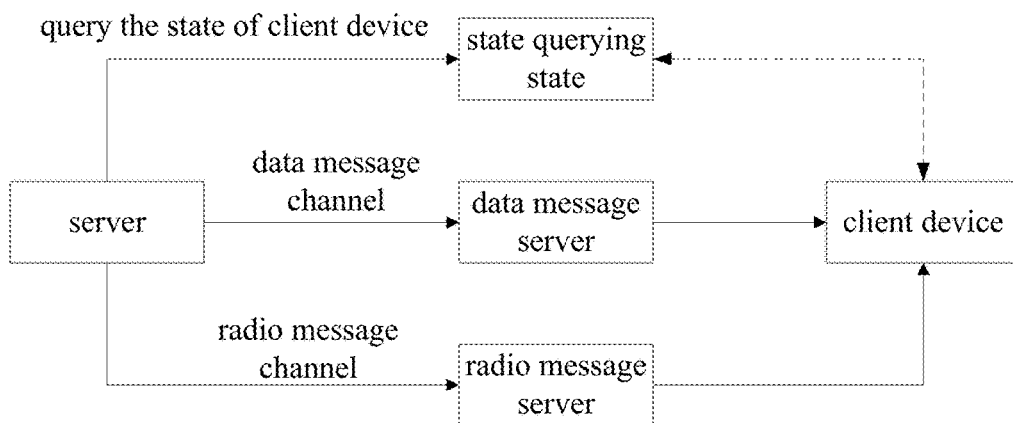 query the state of client device
state querying
state
data message
channel
server
data message
server
client device
radio message
channel
radio message
server